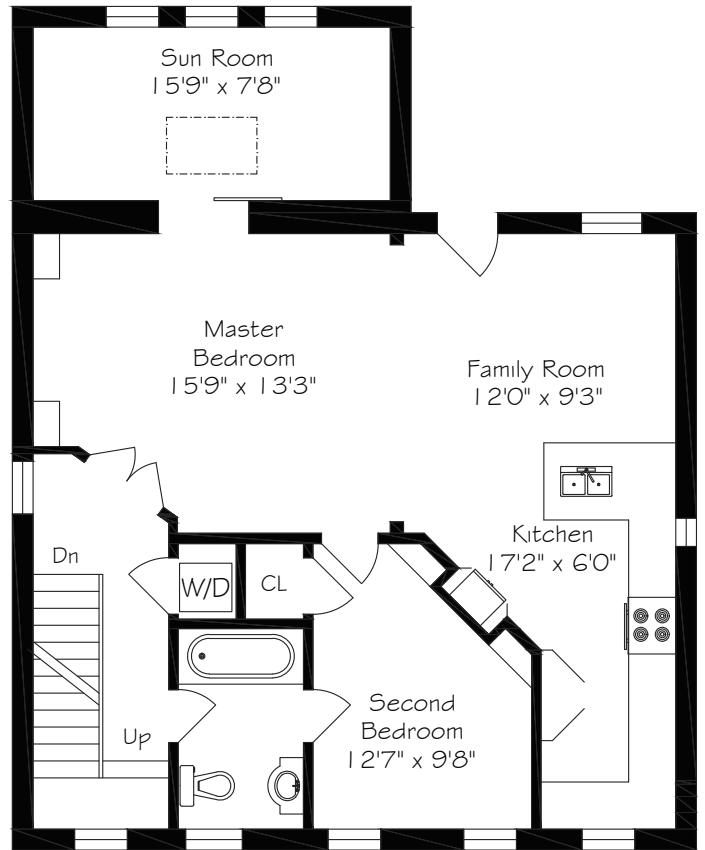 Sun Room
15'9" x 7'8"
Master
Bedroom
15'9" x 13'3"
Family Room
12'0" x 9'3"
Kitchen
17'2" x 6'0"
Dn
W/D
CL
Up
Second
Bedroom
12'7" x 9'8"